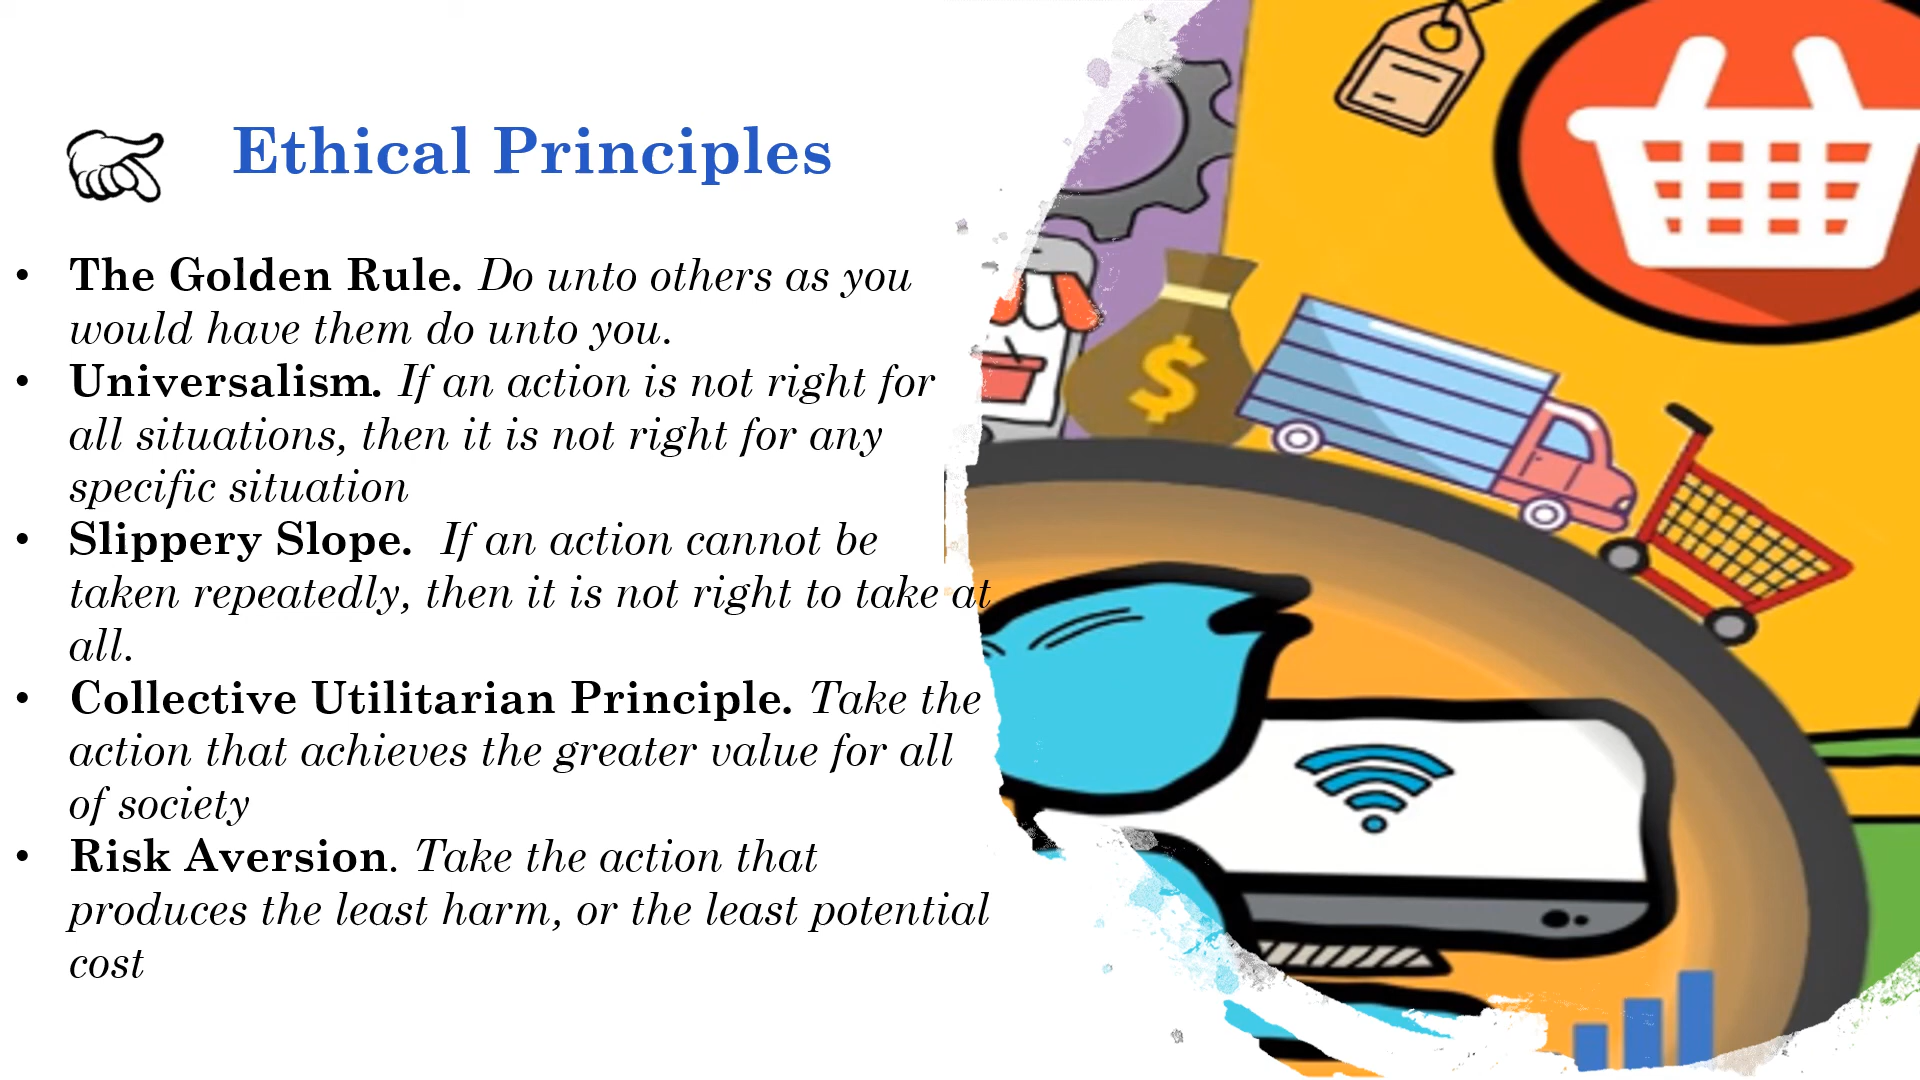 Ethical Principles
• The Golden Rule. Do unto others as you
would have them do unto you.
• Universalism. If an action is not right for
all situations, then it is not right for any
specific situation
• Slippery Slope.  If an action cannot be
taken repeatedly, then it is not right to take at
all.
• Collective Utilitarian Principle. Take the
action that achieves the greater value for all
of society
• Risk Aversion. Take the action that
produces the least harm, or the least potential
cost
$